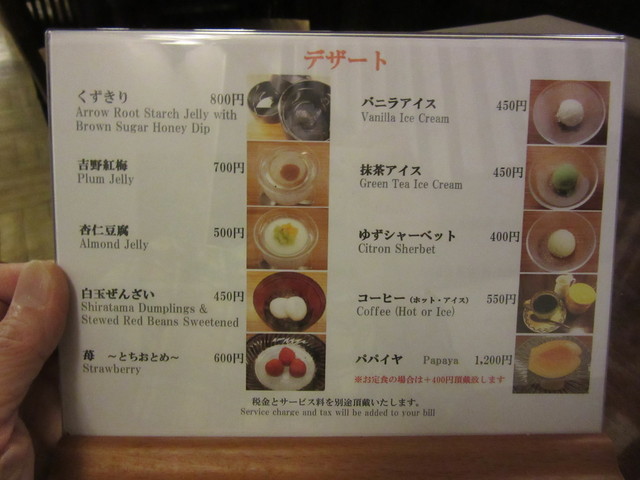 デザート
くずきり 800円
Arrow Root Starch Jelly with
Brown Sugar Honey Dip
吉野紅梅 700円
Plum Jelly
杏仁豆腐 500円
Almond Jelly
白玉ぜんざい 450円
Shiratama Dumplings &
Stewed Red Beans Sweetened
苺 ～とちおとめ～ 600円
Strawberry
バニラアイス 450円
Vanilla Ice Cream
抹茶アイス 450円
Green Tea Ice Cream
ゆずシャーベット 400円
Citron Sherbet
コーヒー（ホット・アイス） 550円
Coffee (Hot or Ice)
パパイヤ Papaya 1,200円
※お定食の場合は＋400円頂戴致します
税金とサービス料を別途頂戴いたします。
Service charge and tax will be added to your bill